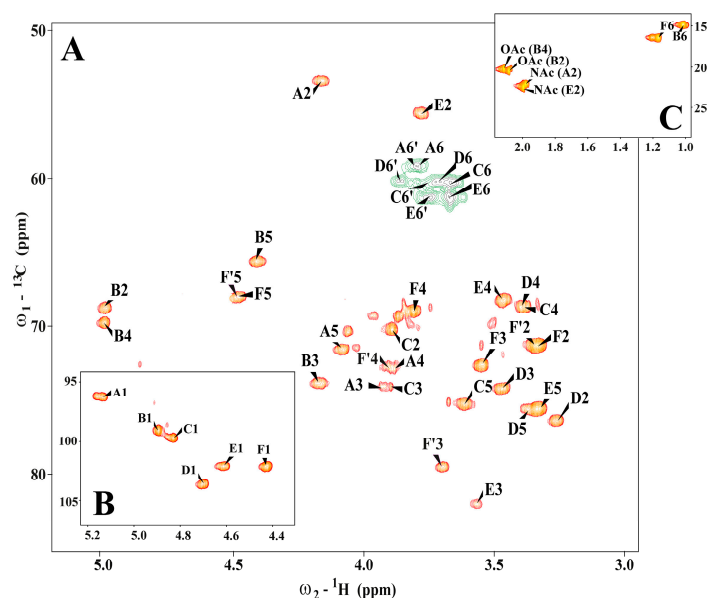 50
60
70
80
ω1 - 13C (ppm)
A
A2
E2
A6' A6 D6
D6' C6
C6' E6
E6'
B5
F'5
F5
B2
B4
A5
F4
C2
E4
D4
C4
F'2 F2
F3
F'4 A4
B3
A3 C3
C5
D3
E5
D5
D2
F'3
E3
5.0 4.5 4.0 3.5 3.0
ω2 - 1H (ppm)
95
100
105
A1
B1
C1
E1 F1
D1
B
5.2 5.0 4.8 4.6 4.4
F6
B6
OAc (B4)
OAc (B2)
NAc (A2)
NAc (E2)
C
15
20
25
2.0 1.8 1.6 1.4 1.2 1.0